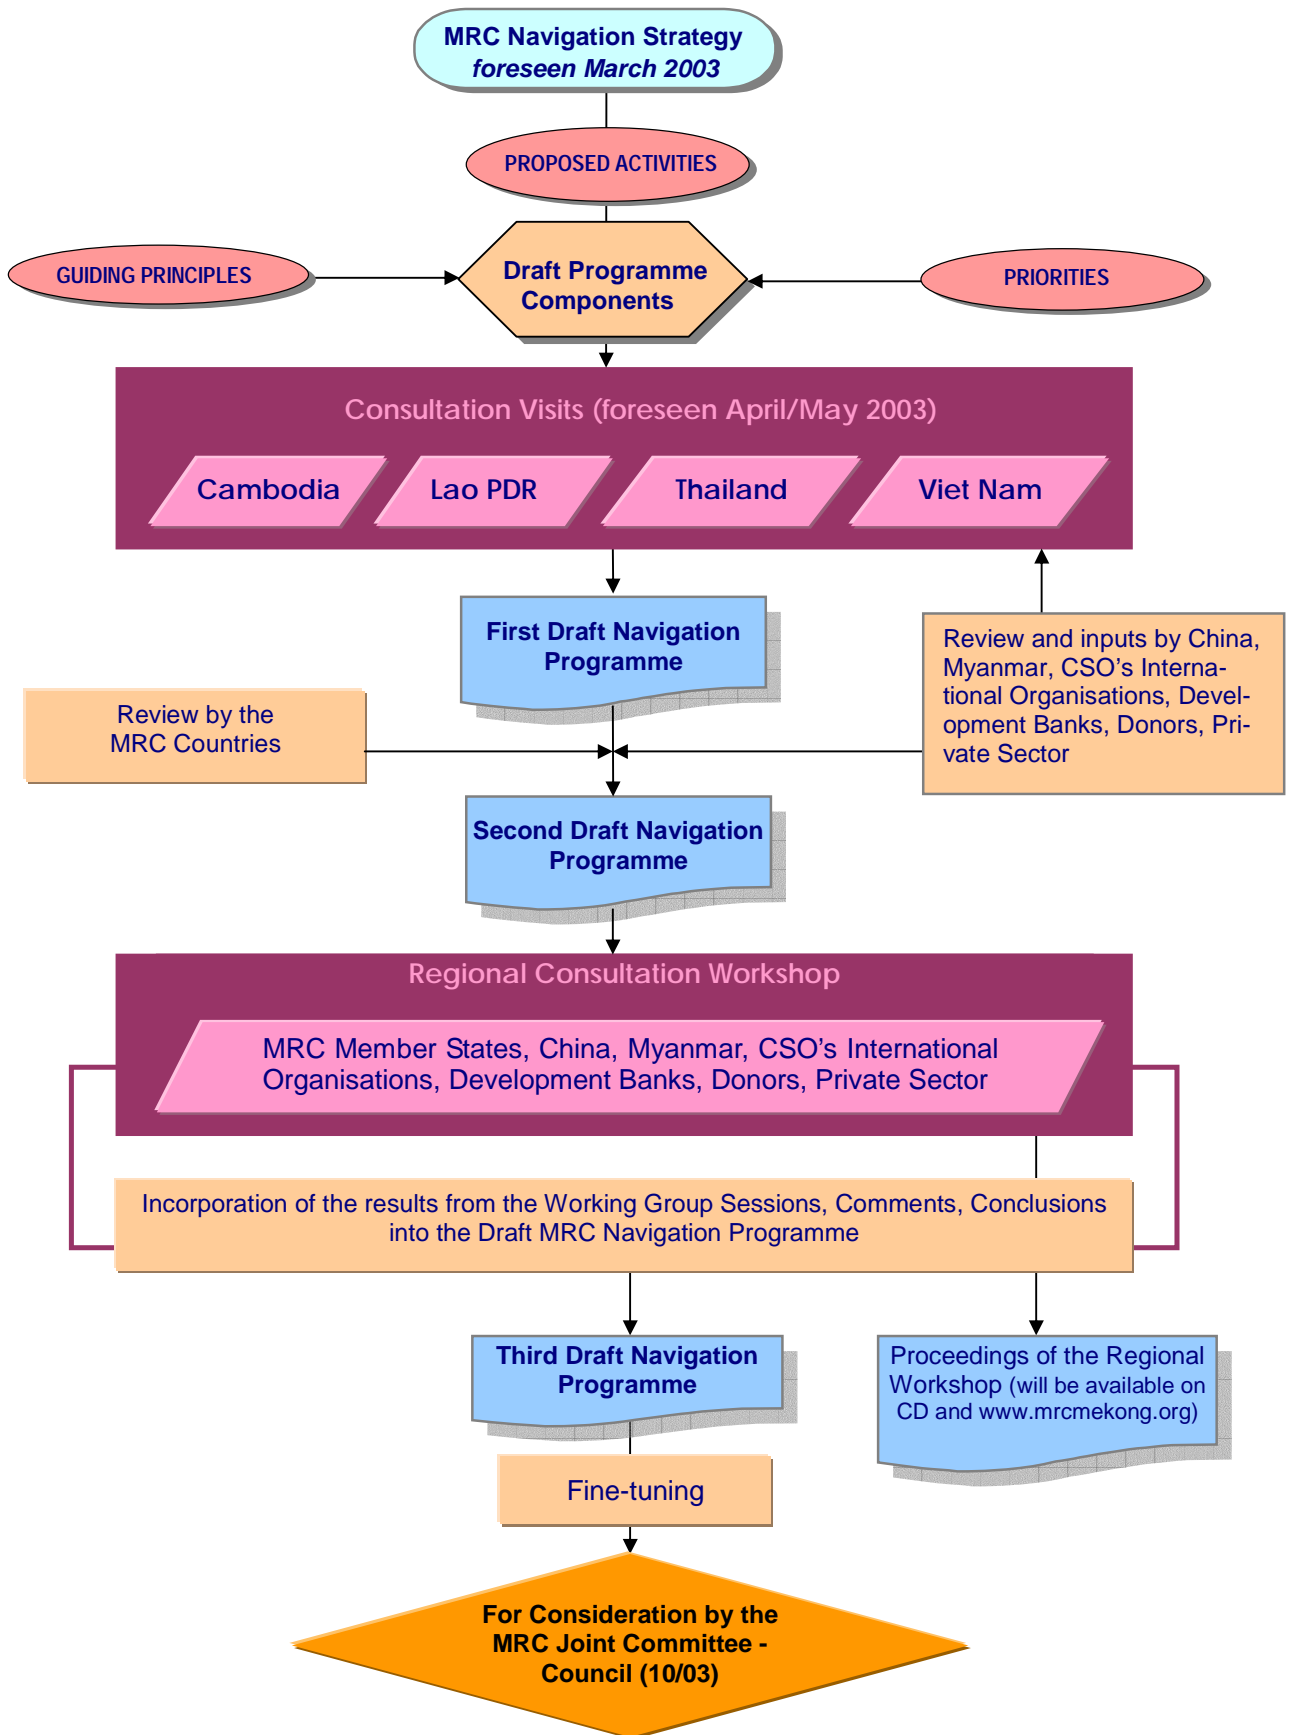 MRC Navigation Strategy
foreseen March 2003
PROPOSED ACTIVITIES
GUIDING PRINCIPLES
Draft Programme
Components
PRIORITIES
Consultation Visits (foreseen April/May 2003)
Cambodia
Lao PDR
Thailand
Viet Nam
First Draft Navigation
Programme
Review and inputs by China,
Myanmar, CSO's Interna-
tional Organisations, Devel-
opment Banks, Donors, Pri-
vate Sector
Review by the
MRC Countries
Second Draft Navigation
Programme
Regional Consultation Workshop
MRC Member States, China, Myanmar, CSO's International
Organisations, Development Banks, Donors, Private Sector
Incorporation of the results from the Working Group Sessions, Comments, Conclusions
into the Draft MRC Navigation Programme
Third Draft Navigation
Programme
Proceedings of the Regional
Workshop (will be available on
CD and www.mrcmekong.org)
Fine-tuning
For Consideration by the
MRC Joint Committee -
Council (10/03)